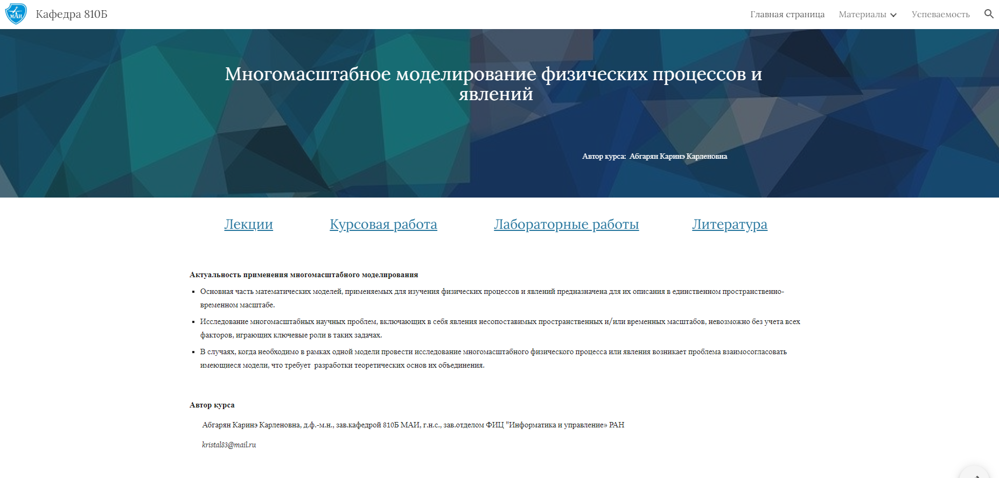 МАИ
Кафедра 810Б
Главная страница
Материалы
Успеваемость
Многомасштабное моделирование физических процессов и
явлений
Автор курса: Абгарян Каринэ Карленовна
Лекции
Курсовая работа
Лабораторные работы
Литература
Актуальность применения многомасштабного моделирования
▪ Основная часть математических моделей, применяемых для изучения физических процессов и явлений предназначена для их описания в единственном пространственно-
временном масштабе.
▪ Исследование многомасштабных научных проблем, включающих в себя явления несопоставимых пространственных и/или временных масштабов, невозможно без учета всех
факторов, играющих ключевые роли в таких задачах.
▪ В случаях, когда необходимо в рамках одной модели провести исследование многомасштабного физического процесса или явления возникает проблема взаимосогласовать
имеющиеся модели, что требует разработки теоретических основ их объединения.
Автор курса
Абгарян Каринэ Карленовна, д.ф.-м.н., зав.кафедрой 810Б МАИ, г.н.с., зав.отделом ФИЦ "Информатика и управление» РАН
kristal83@mail.ru